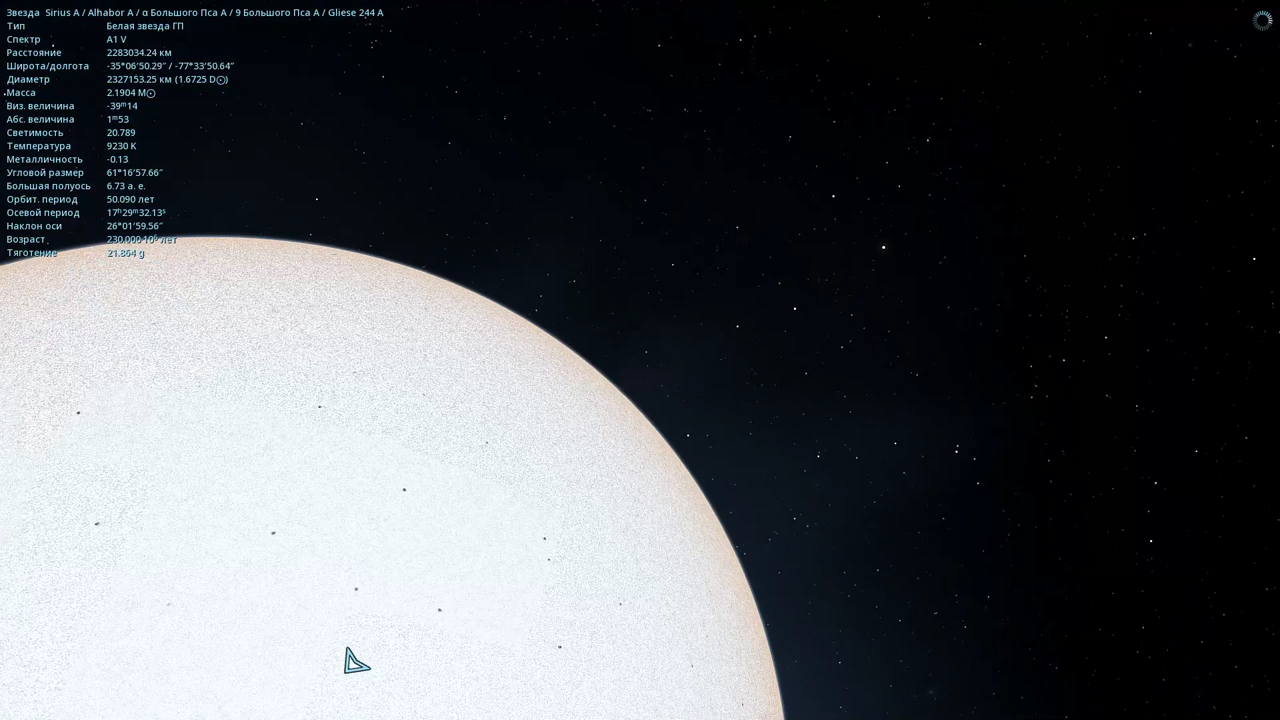 Звезда Sirius A / Alhabor A / α Большого Пса A / 9 Большого Пса A / Gliese 244 A
Тип Белая звезда ГП
Спектр A1 V
Расстояние 2283034.24 км
Широта/долгота -35°06′50.29″ / -77°33′50.64″
Диаметр 2327153.25 км (1.6725 D☉)
Масса 2.1904 M☉
Виз. величина -39ᵐ14
Абс. величина 1ᵐ53
Светимость 20.789
Температура 9230 K
Металличность -0.13
Угловой размер 61°16′57.66″
Большая полуось 6.73 а. е.
Орбит. период 50.090 лет
Осевой период 17ʰ29ᵐ32.13ˢ
Наклон оси 26°01′59.56″
Возраст 230.000 10⁶ лет
Тяготение 21.864 g